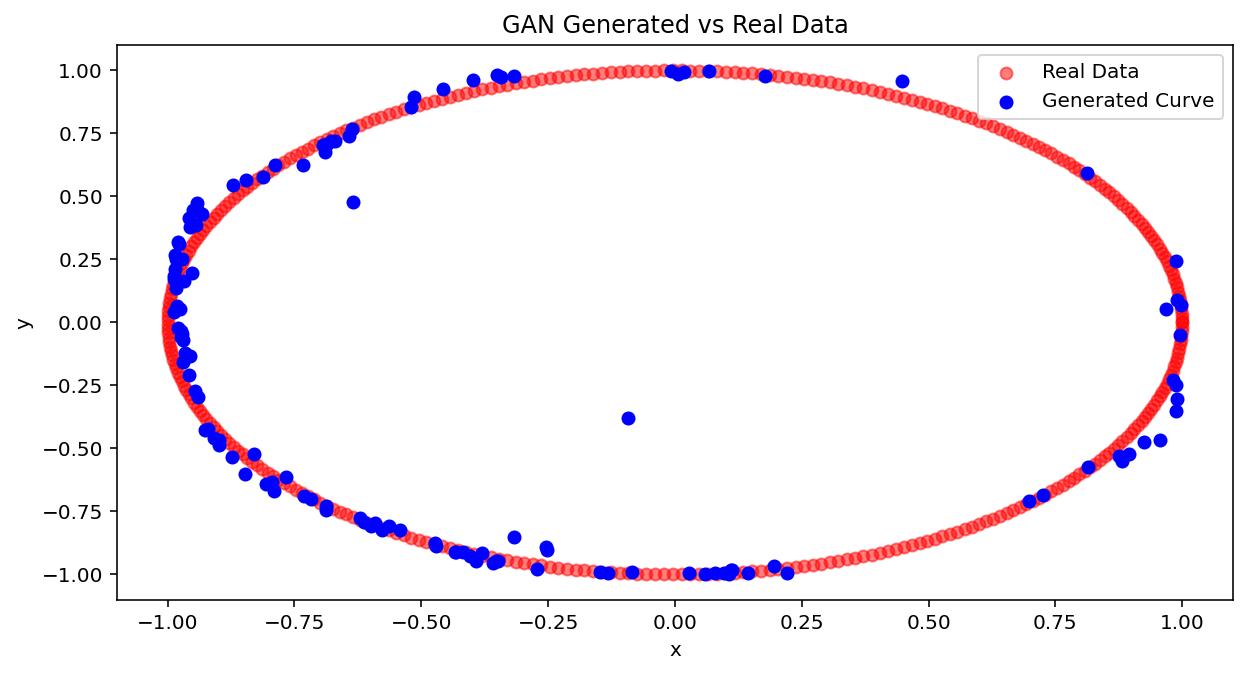 GAN Generated vs Real Data
Real Data
Generated Curve
1.00
0.75
0.50
0.25
0.00
−0.25
−0.50
−0.75
−1.00
y
−1.00 −0.75 −0.50 −0.25 0.00 0.25 0.50 0.75 1.00
x